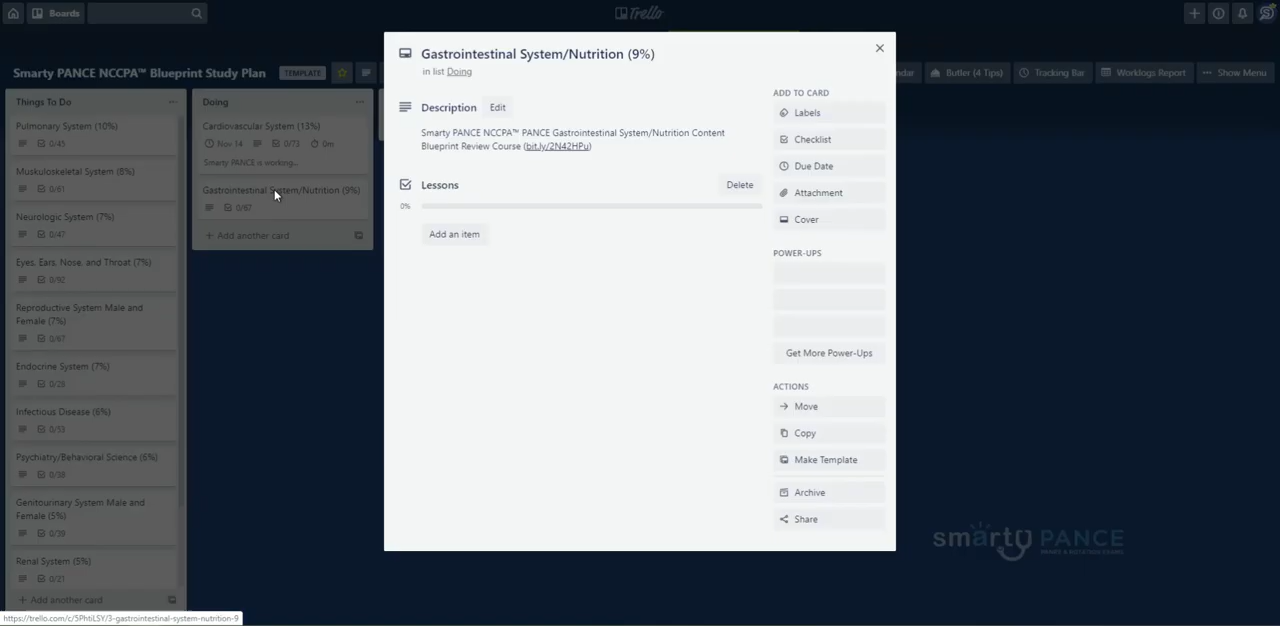 Boards
Trello
Smarty PANCE NCCPA™ Blueprint Study Plan
TEMPLATE
Butler (4 Tips)
Tracking Bar
Worklogs Report
Show Menu
Things To Do
Pulmonary System (10%)
0/45
Muskuloskeletal System (8%)
0/61
Neurologic System (7%)
0/47
Eyes, Ears, Nose, and Throat (7%)
0/92
Reproductive System Male and
Female (7%)
0/67
Endocrine System (7%)
0/28
Infectious Disease (6%)
0/53
Psychiatry/Behavioral Science (6%)
0/38
Genitourinary System Male and
Female (5%)
0/39
Renal System (5%)
0/21
+ Add another card
Doing
Cardiovascular System (13%)
Nov 14 0/73 0m
Smarty PANCE is working...
Gastrointestinal System/Nutrition (9%)
0/67
+ Add another card
Gastrointestinal System/Nutrition (9%)
in list Doing
Description Edit
Smarty PANCE NCCPA™ PANCE Gastrointestinal System/Nutrition Content
Blueprint Review Course (bit.ly/2N42HPu)
Lessons Delete
0%
Add an item
ADD TO CARD
Labels
Checklist
Due Date
Attachment
Cover
POWER-UPS
Get More Power-Ups
ACTIONS
Move
Copy
Make Template
Archive
Share
smarty PANCE
https://trello.com/c/5PhtiLSY/3-gastrointestinal-system-nutrition-9